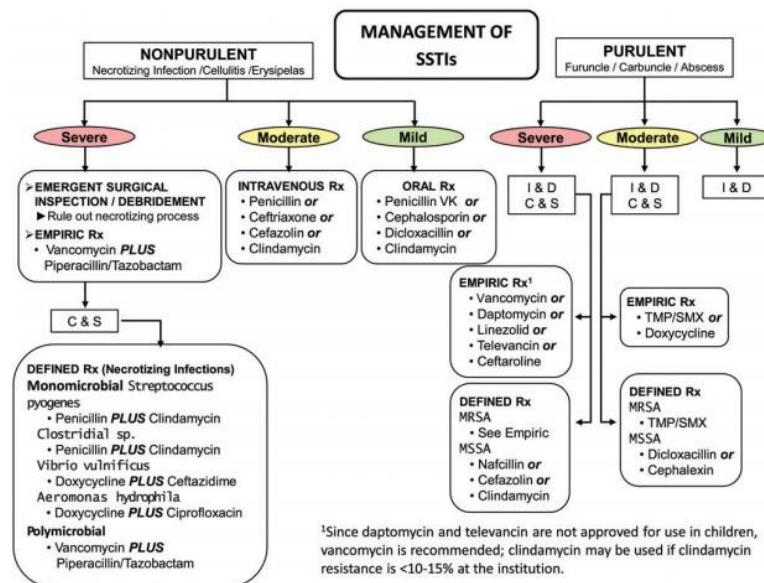 MANAGEMENT OF
SSTIs
NONPURULENT
Necrotizing Infection /Cellulitis /Erysipelas
PURULENT
Furuncle / Carbuncle / Abscess
Severe
Moderate
Mild
Severe
Moderate
Mild
➢EMERGENT SURGICAL
INSPECTION / DEBRIDEMENT
►Rule out necrotizing process
➢EMPIRIC Rx
• Vancomycin PLUS
Piperacillin/Tazobactam
INTRAVENOUS Rx
• Penicillin or
• Ceftriaxone or
• Cefazolin or
• Clindamycin
ORAL Rx
• Penicillin VK or
• Cephalosporin or
• Dicloxacillin or
• Clindamycin
I & D
C & S
I & D
C & S
I & D
C & S
DEFINED Rx (Necrotizing Infections)
Monomicrobial Streptococcus
pyogenes
• Penicillin PLUS Clindamycin
Clostridial sp.
• Penicillin PLUS Clindamycin
Vibrio vulnificus
• Doxycycline PLUS Ceftazidime
Aeromonas hydrophila
• Doxycycline PLUS Ciprofloxacin
Polymicrobial
• Vancomycin PLUS
Piperacillin/Tazobactam
EMPIRIC Rx¹
• Vancomycin or
• Daptomycin or
• Linezolid or
• Televancin or
• Ceftaroline
EMPIRIC Rx
• TMP/SMX or
• Doxycycline
DEFINED Rx
MRSA
• See Empiric
MSSA
• Nafcillin or
• Cefazolin or
• Clindamycin
DEFINED Rx
MRSA
• TMP/SMX
MSSA
• Dicloxacillin or
• Cephalexin
¹Since daptomycin and televancin are not approved for use in children,
vancomycin is recommended; clindamycin may be used if clindamycin
resistance is <10-15% at the institution.